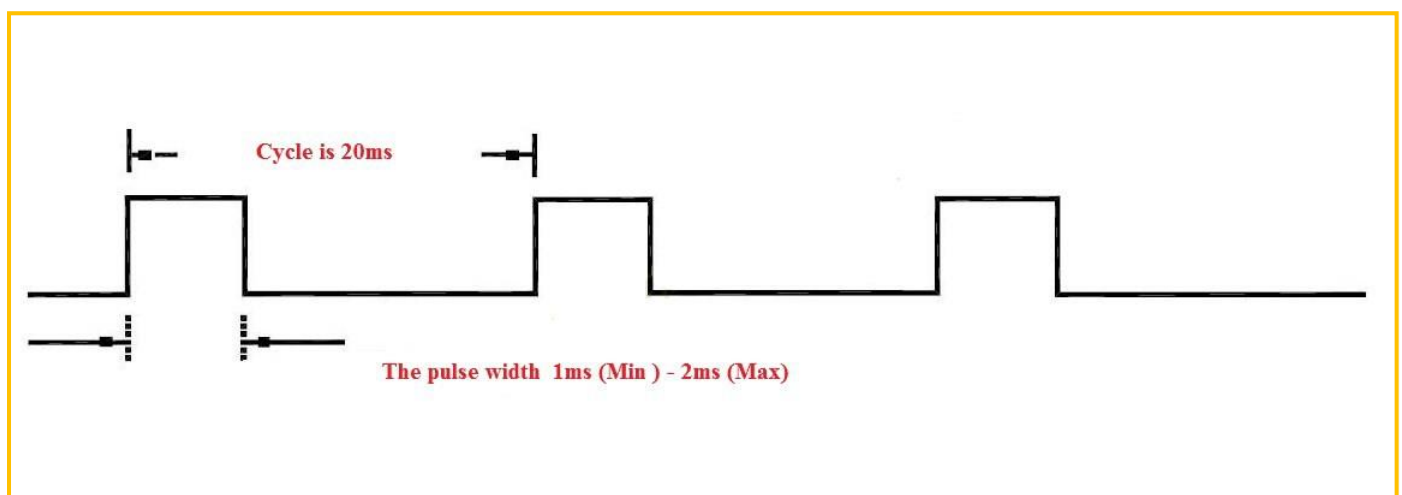 Cycle is 20ms
The pulse width 1ms (Min ) - 2ms (Max)